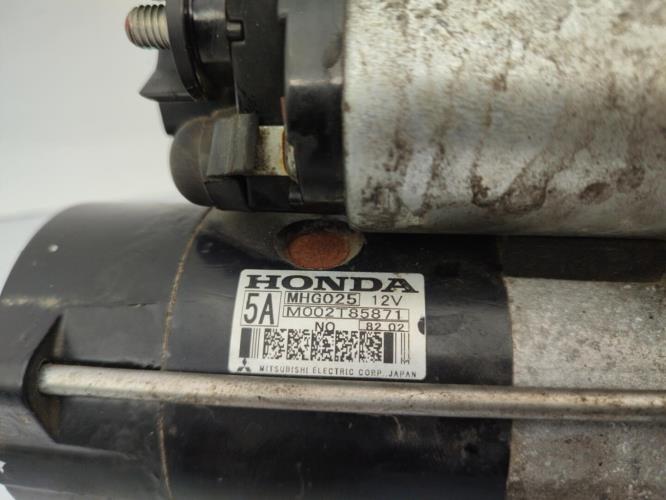 HONDA
5A MHG025 12V
M002T85871
NO. 82 02
MITSUBISHI ELECTRIC CORP., JAPAN